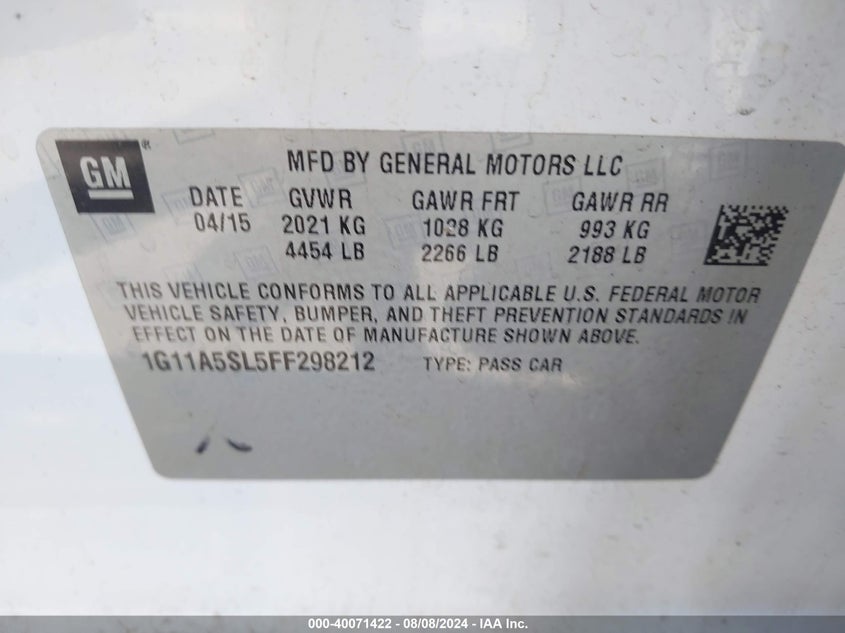 GM
MFD BY GENERAL MOTORS LLC
DATE GVWR GAWR FRT GAWR RR
04/15 2021 KG 1028 KG 993 KG
4454 LB 2266 LB 2188 LB
THIS VEHICLE CONFORMS TO ALL APPLICABLE U.S. FEDERAL MOTOR
VEHICLE SAFETY, BUMPER, AND THEFT PREVENTION STANDARDS IN
EFFECT ON THE DATE OF MANUFACTURE SHOWN ABOVE.
1G11A5SL5FF298212 TYPE: PASS CAR
000-40071422 - 08/08/2024 - IAA Inc.